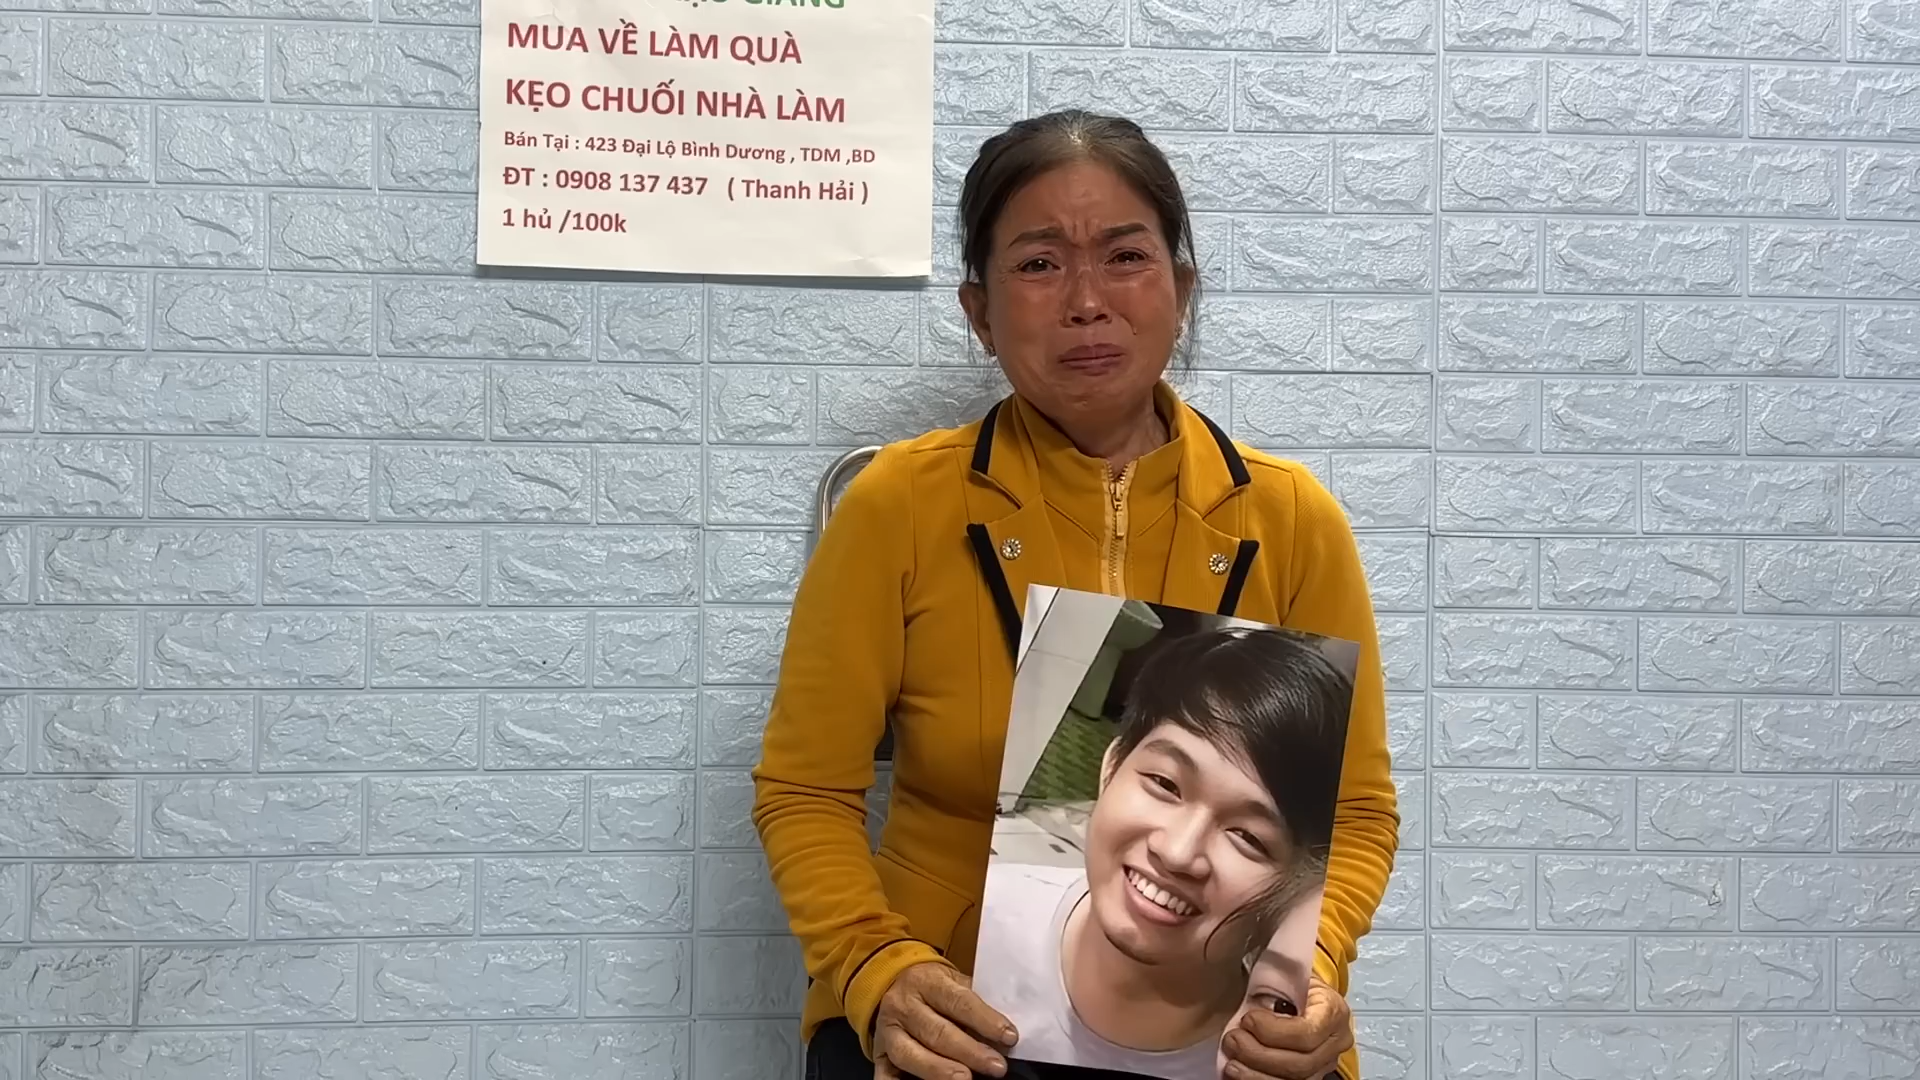 GIANG
MUA VỀ LÀM QUÀ
KẸO CHUỐI NHÀ LÀM
Bán Tại : 423 Đại Lộ Bình Dương , TDM ,BD
ĐT : 0908 137 437 ( Thanh Hải )
1 hủ /100k